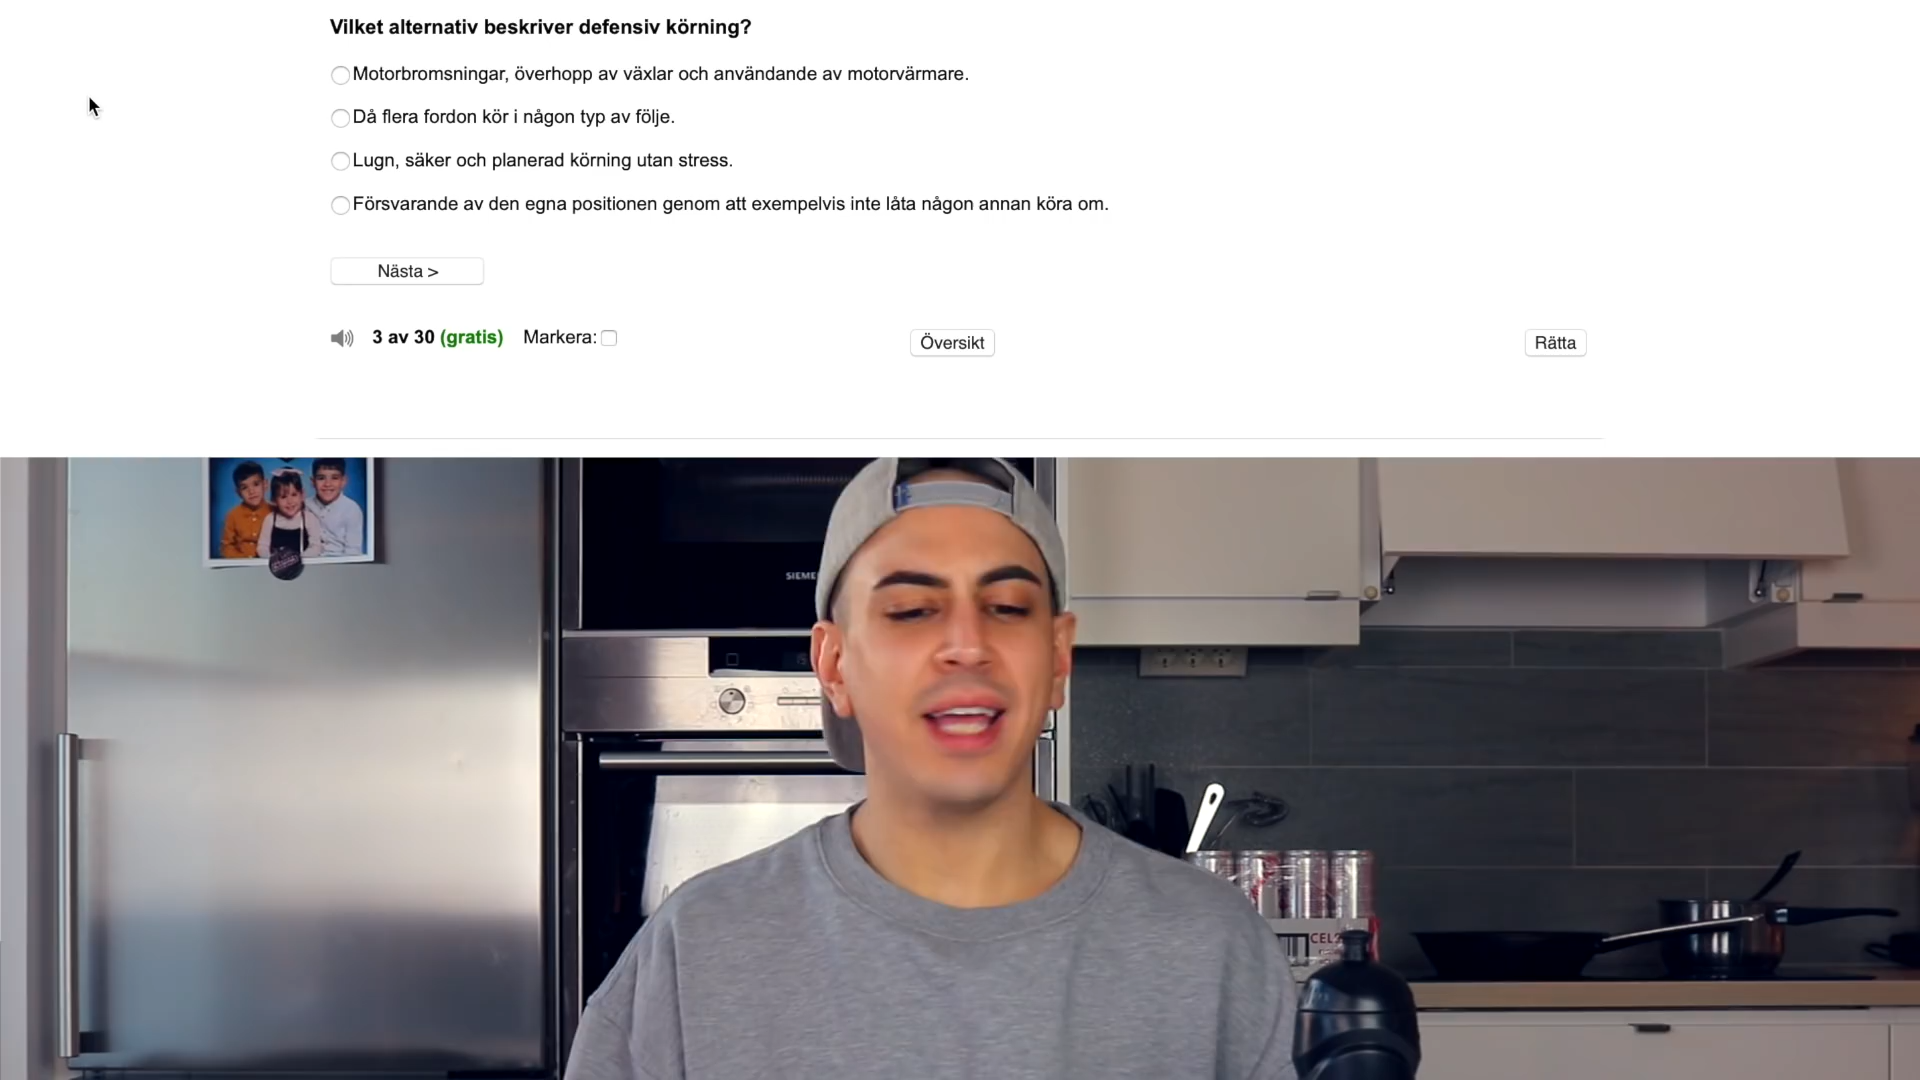 Vilket alternativ beskriver defensiv körning?
Motorbromsningar, överhopp av växlar och användande av motorvärmare.
Då flera fordon kör i någon typ av följe.
Lugn, säker och planerad körning utan stress.
Försvarande av den egna positionen genom att exempelvis inte låta någon annan köra om.
Nästa >
3 av 30 (gratis) Markera:
Översikt
Rätta